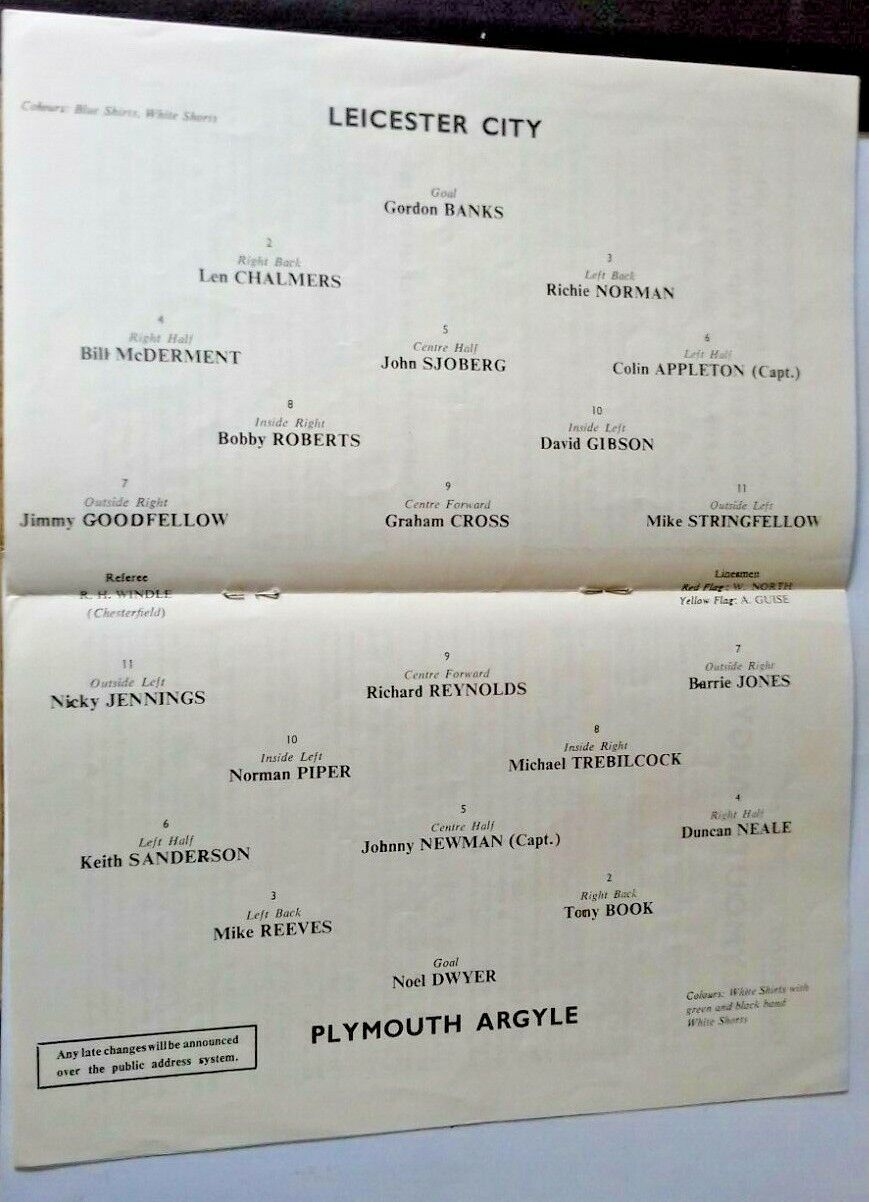 Colours: Blue Shirts, White Shorts
LEICESTER CITY
Goal
Gordon BANKS
2
Right Back
Len CHALMERS
3
Left Back
Richie NORMAN
4
Right Half
Bill McDERMENT
5
Centre Half
John SJOBERG
6
Left Half
Colin APPLETON (Capt.)
8
Inside Right
Bobby ROBERTS
10
Inside Left
David GIBSON
7
Outside Right
Jimmy GOODFELLOW
9
Centre Forward
Graham CROSS
11
Outside Left
Mike STRINGFELLOW
Referee
R. H. WINDLE
(Chesterfield)
Linesmen
Red Flag: W. NORTH
Yellow Flag: A. GUISE
11
Outside Left
Nicky JENNINGS
9
Centre Forward
Richard REYNOLDS
7
Outside Right
Barrie JONES
10
Inside Left
Norman PIPER
8
Inside Right
Michael TREBILCOCK
6
Left Half
Keith SANDERSON
5
Centre Half
Johnny NEWMAN (Capt.)
4
Right Half
Duncan NEALE
3
Left Back
Mike REEVES
2
Right Back
Tony BOOK
Goal
Noel DWYER
PLYMOUTH ARGYLE
Colours: White Shirts with
green and black band
White Shorts
Any late changes will be announced
over the public address system.